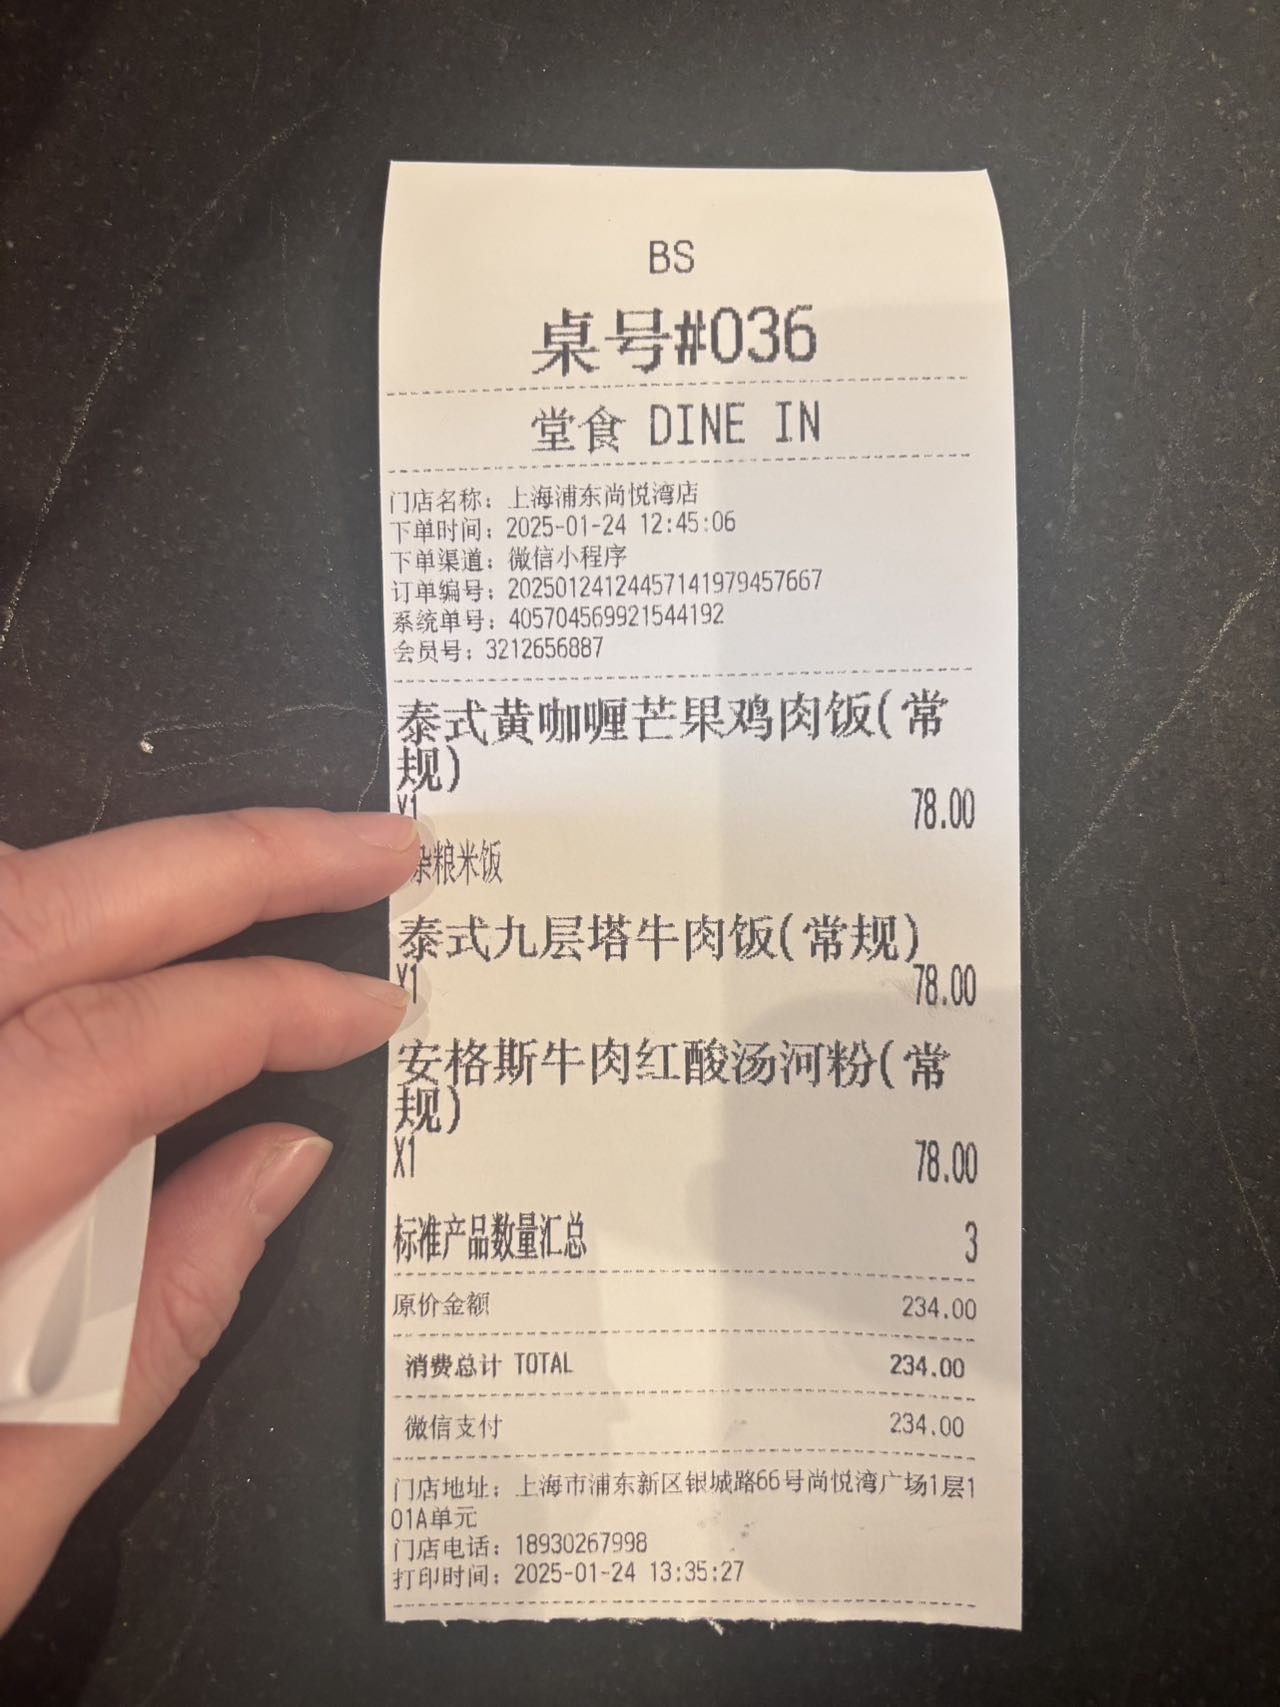 BS
桌号#036
堂食 DINE IN
门店名称：上海浦东尚悦湾店
下单时间：2025-01-24 12:45:06
下单渠道：微信小程序
订单编号：20250124124457141979457667
系统单号：405704569921544192
会员号：3212656887
泰式黄咖喱芒果鸡肉饭(常
规)
X1 78.00
杂粮米饭
泰式九层塔牛肉饭(常规)
X1 78.00
安格斯牛肉红酸汤河粉(常
规)
X1 78.00
标准产品数量汇总 3
原价金额 234.00
消费总计 TOTAL 234.00
微信支付 234.00
门店地址：上海市浦东新区银城路66号尚悦湾广场1层1
01A单元
门店电话：18930267998
打印时间：2025-01-24 13:35:27